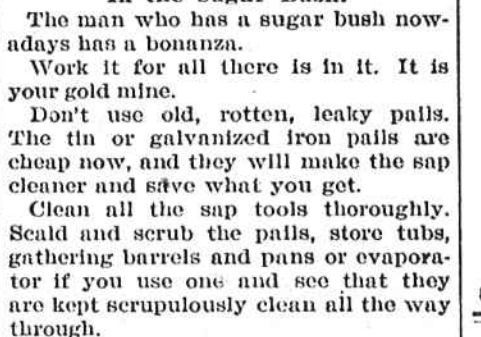 In the Sugar Bush.
The man who has a sugar bush now-
adays has a bonanza.
Work it for all there is in it. It is
your gold mine.
Don't use old, rotten, leaky pails.
The tin or galvanized iron pails are
cheap now, and they will make the sap
cleaner and save what you get.
Clean all the sap tools thoroughly.
Scald and scrub the pails, store tubs,
gathering barrels and pans or evapora-
tor if you use one and see that they
are kept scrupulously clean all the way
through.